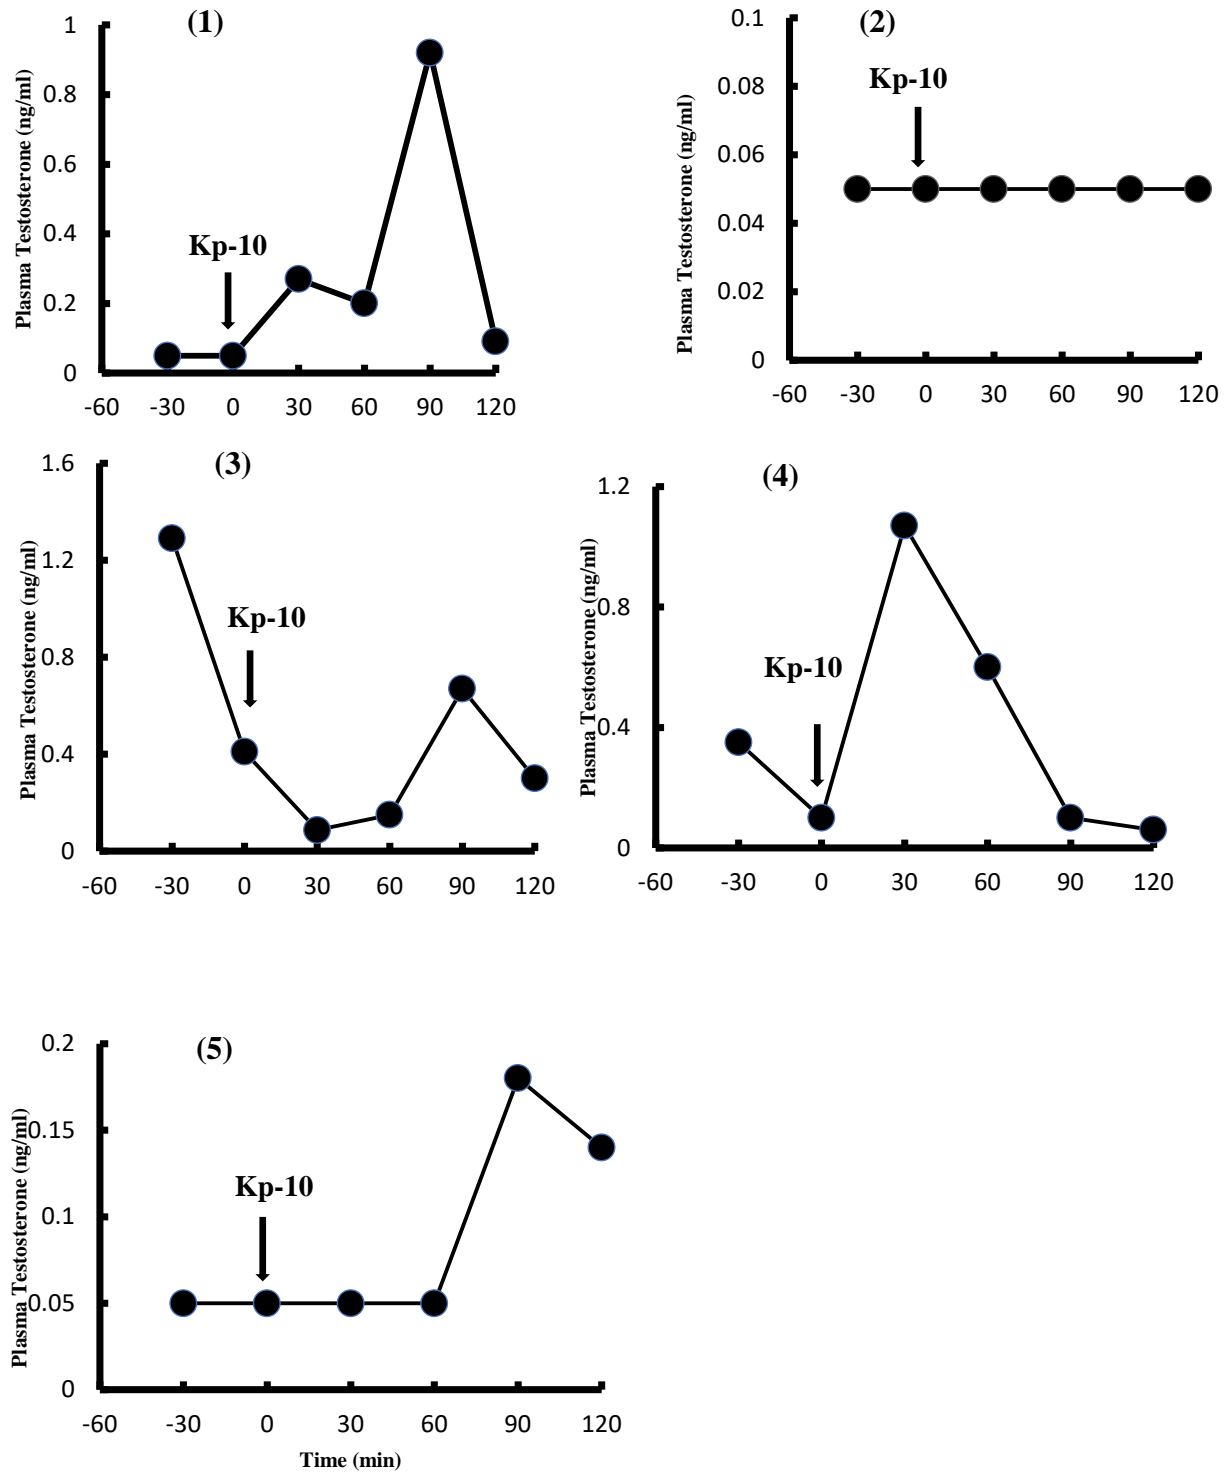 (1)
Plasma Testosterone (ng/ml)
1
0.8
0.6
0.4
0.2
0
Kp-10
-60 -30 0 30 60 90 120
(2)
Plasma Testosterone (ng/ml)
0.1
0.08
0.06
0.04
0.02
0
Kp-10
-60 -30 0 30 60 90 120
(3)
Plasma Testosterone (ng/ml)
1.6
1.2
0.8
0.4
0
Kp-10
-60 -30 0 30 60 90 120
(4)
Plasma Testosterone (ng/ml)
1.2
0.8
0.4
0
Kp-10
-60 -30 0 30 60 90 120
(5)
Plasma Testosterone (ng/ml)
0.2
0.15
0.1
0.05
0
Kp-10
-60 -30 0 30 60 90 120
Time (min)